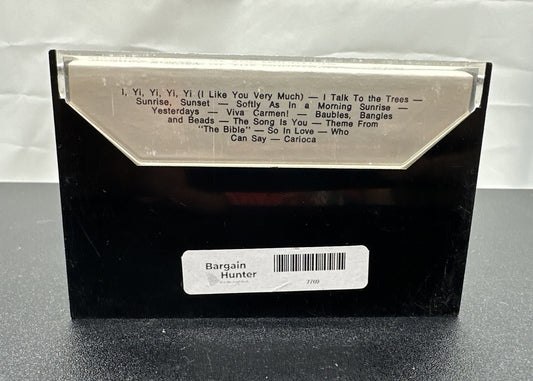 I, Yi, Yi, Yi, Yi (I Like You Very Much) — I Talk To the Trees —
Sunrise, Sunset — Softly As In a Morning Sunrise —
Yesterdays — Viva Carmen! — Baubles, Bangles
and Beads — The Song Is You — Theme From
"The Bible" — So In Love — Who
Can Say — Carioca
Bargain
Hunter
7769